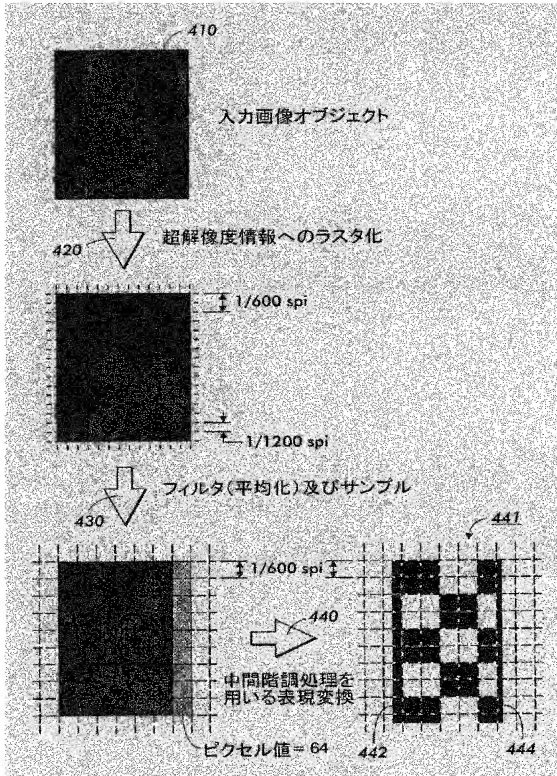 410
入力画像オブジェクト
超解像度情報へのラスタ化
420
1/600 spi
1/1200 spi
フィルタ(平均化)及びサンプル
430
441
1/600 spi
440
中間階調処理を
用いる表現変換
ピクセル値=64
442
444